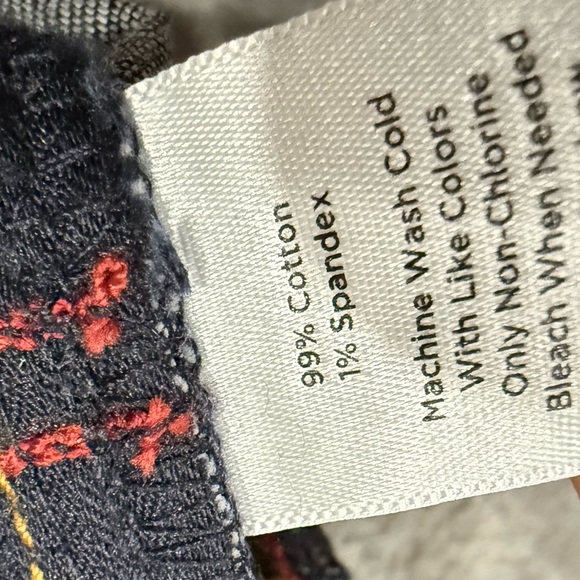 99% Cotton
1% Spandex
Machine Wash Cold
With Like Colors
Only Non-Chlorine
Bleach When Needed